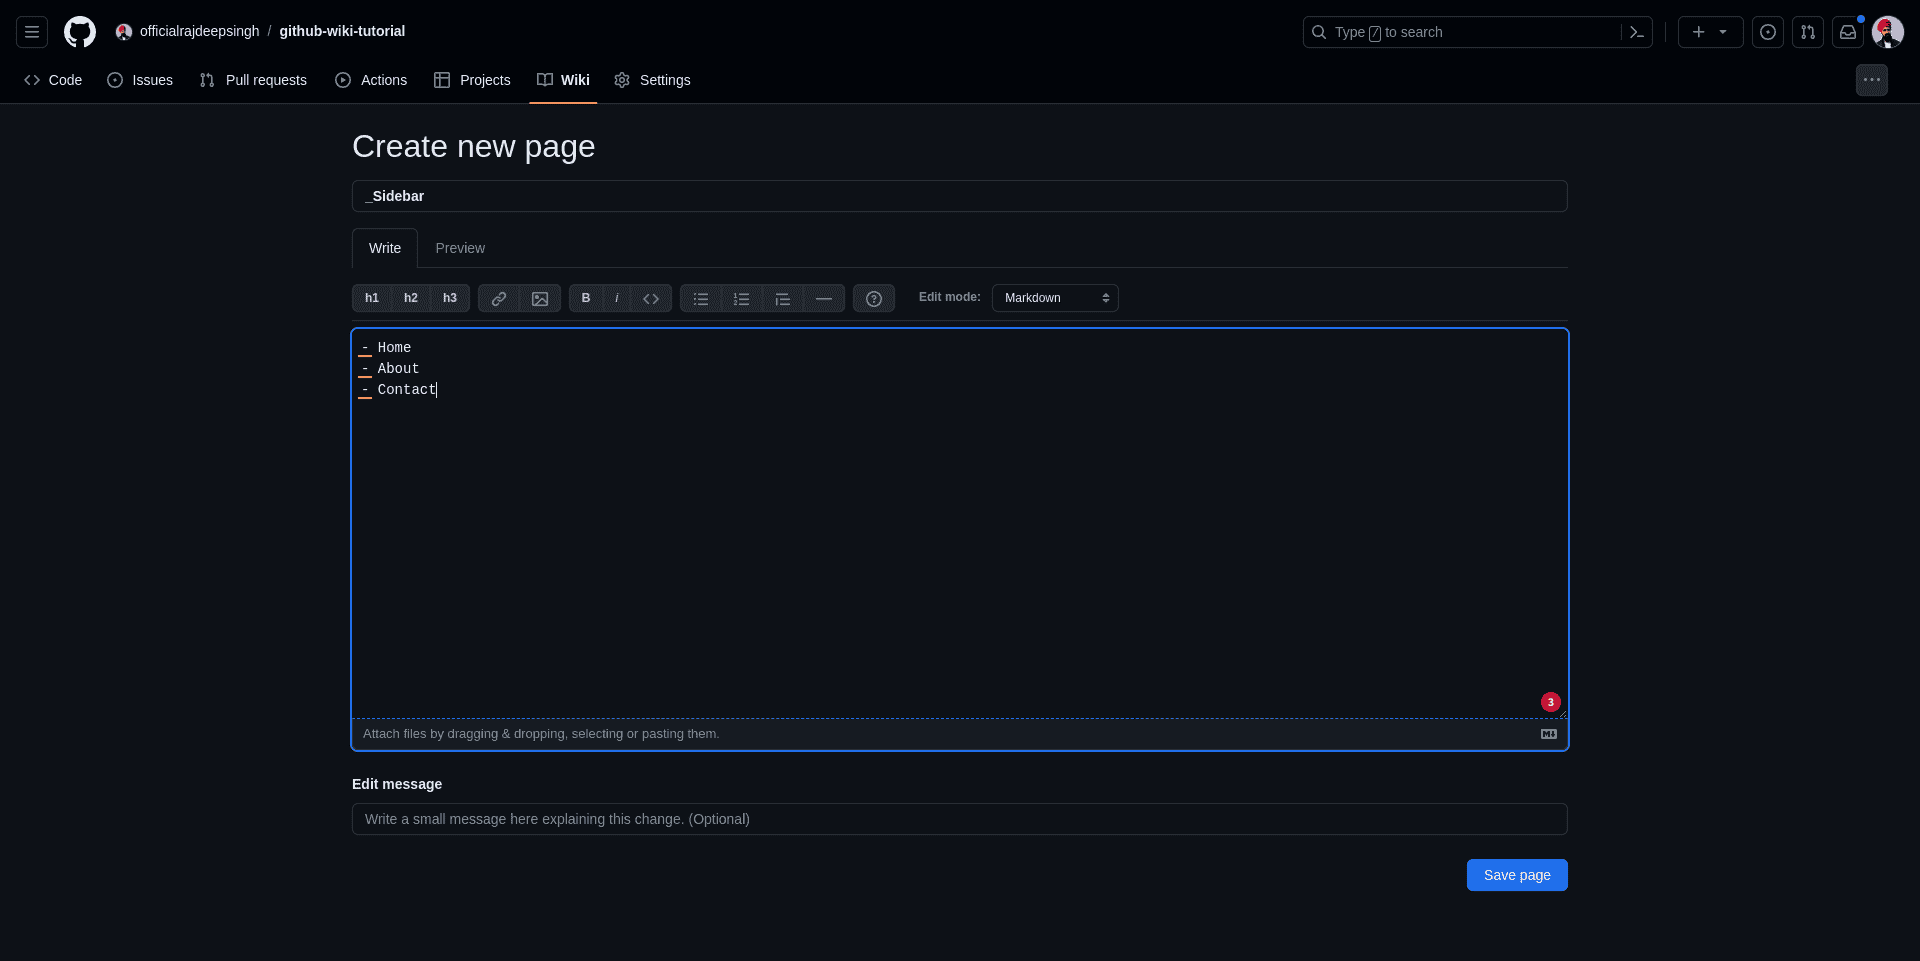 officialrajdeepsingh / github-wiki-tutorial
Type / to search
Code Issues Pull requests Actions Projects Wiki Settings
Create new page
_Sidebar
Write Preview
h1 h2 h3 B i Edit mode: Markdown
- Home
- About
- Contact
3
Attach files by dragging & dropping, selecting or pasting them.
Edit message
Write a small message here explaining this change. (Optional)
Save page